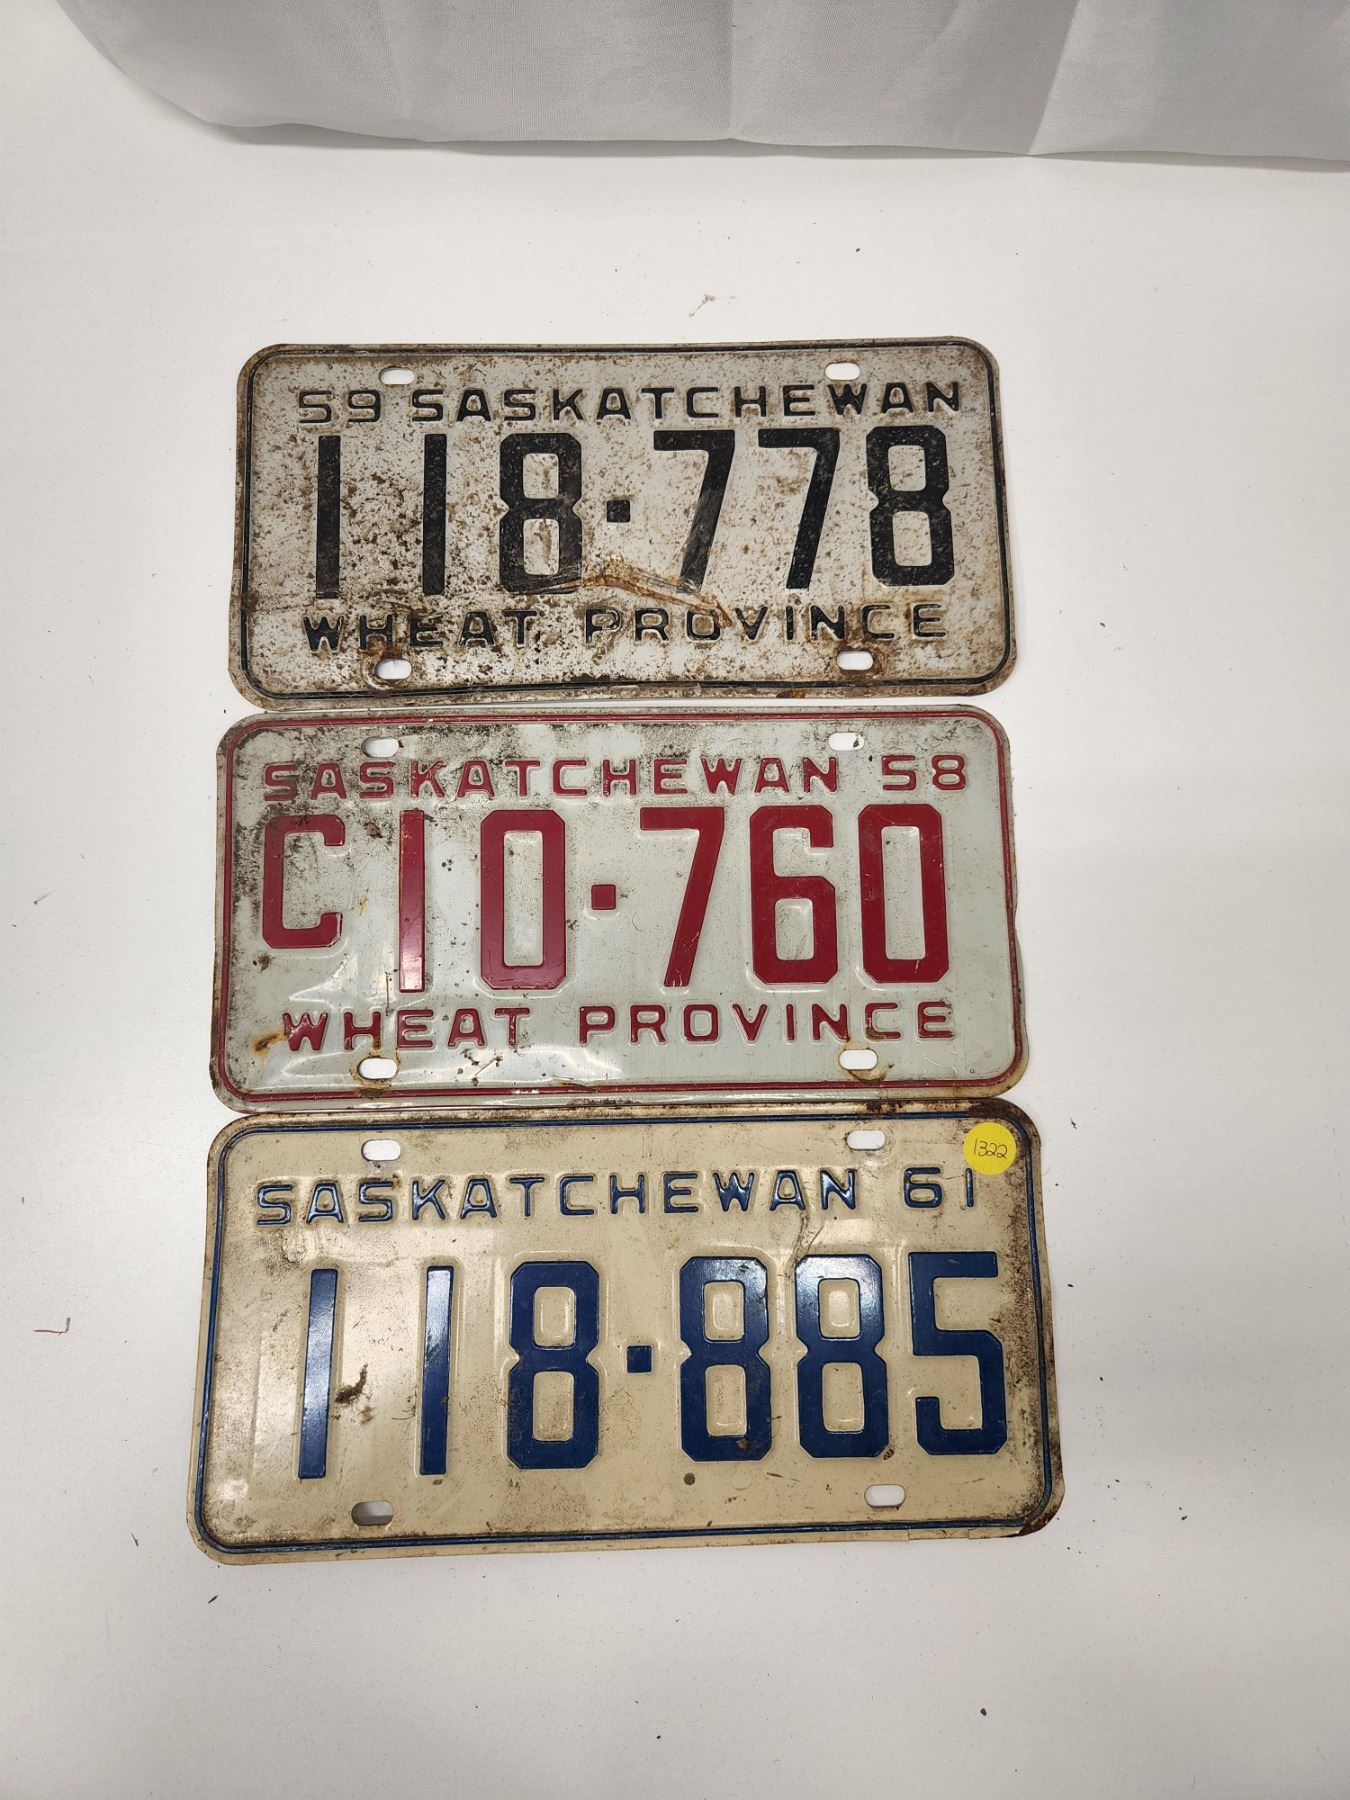 59 SASKATCHEWAN
118·778
WHEAT PROVINCE
SASKATCHEWAN 58
C10·760
WHEAT PROVINCE
1322
SASKATCHEWAN 61
118·885